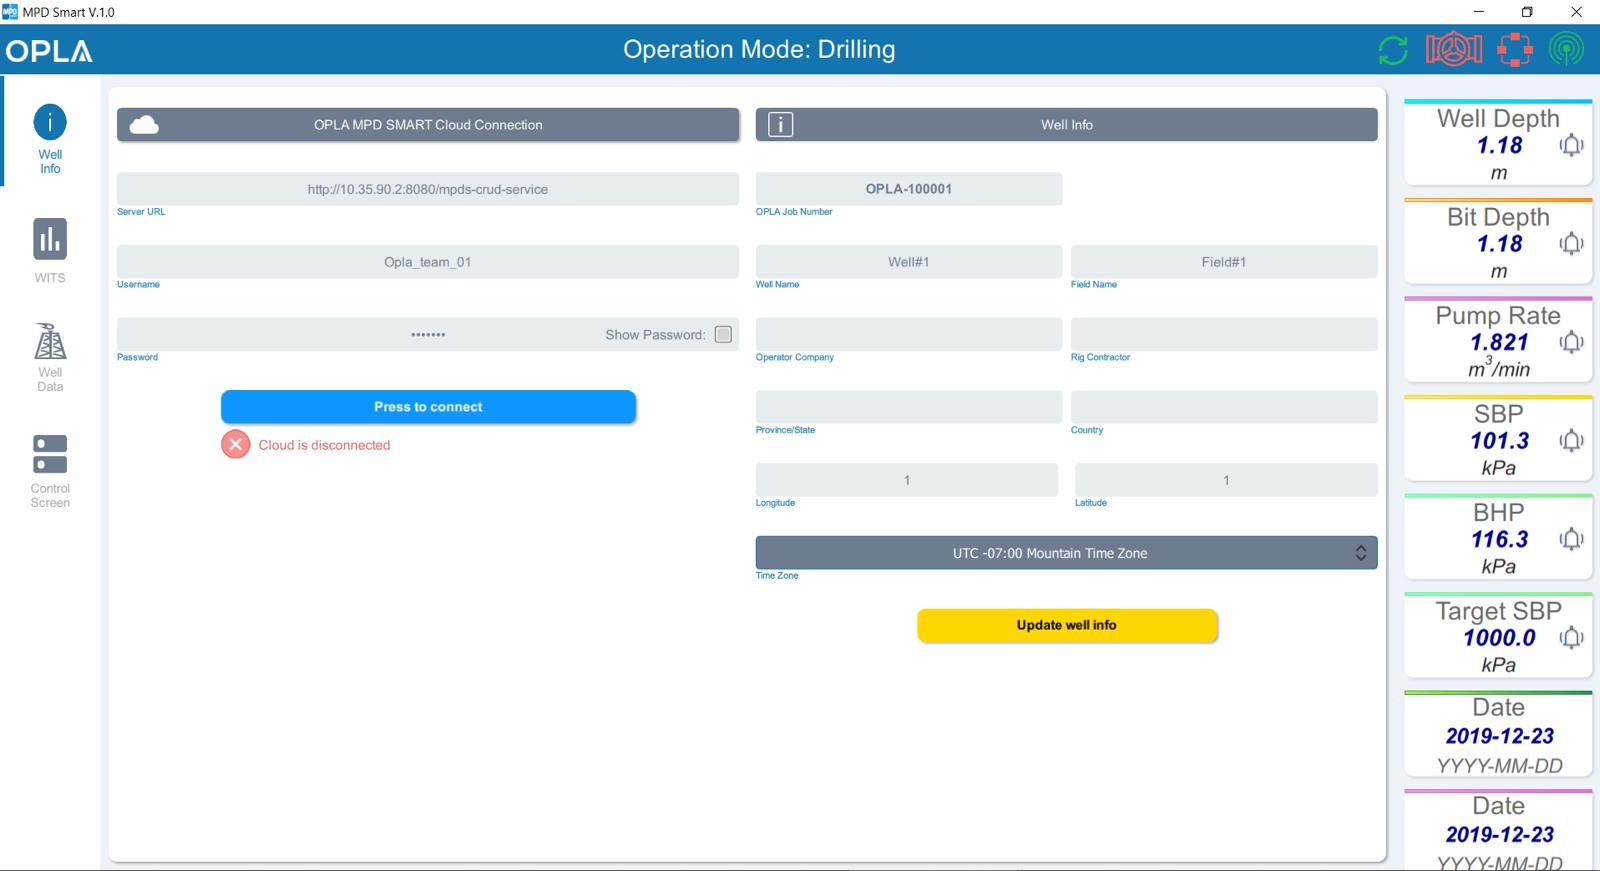 MPD Smart V.1.0
OPLA
Operation Mode: Drilling
Well
Info
WITS
Well
Data
Control
Screen
OPLA MPD SMART Cloud Connection
http://10.35.90.2:8080/mpds-crud-service
Server URL
Opla_team_01
Username
•••••••
Show Password:
Password
Press to connect
Cloud is disconnected
Well Info
OPLA-100001
OPLA Job Number
Well#1
Field#1
Well Name
Field Name
Operator Company
Rig Contractor
Province/State
Country
1
1
Longitude
Latitude
UTC -07:00 Mountain Time Zone
Time Zone
Update well info
Well Depth
1.18
m
Bit Depth
1.18
m
Pump Rate
1.821
m³/min
SBP
101.3
kPa
BHP
116.3
kPa
Target SBP
1000.0
kPa
Date
2019-12-23
YYYY-MM-DD
Date
2019-12-23
YYYY-MM-DD